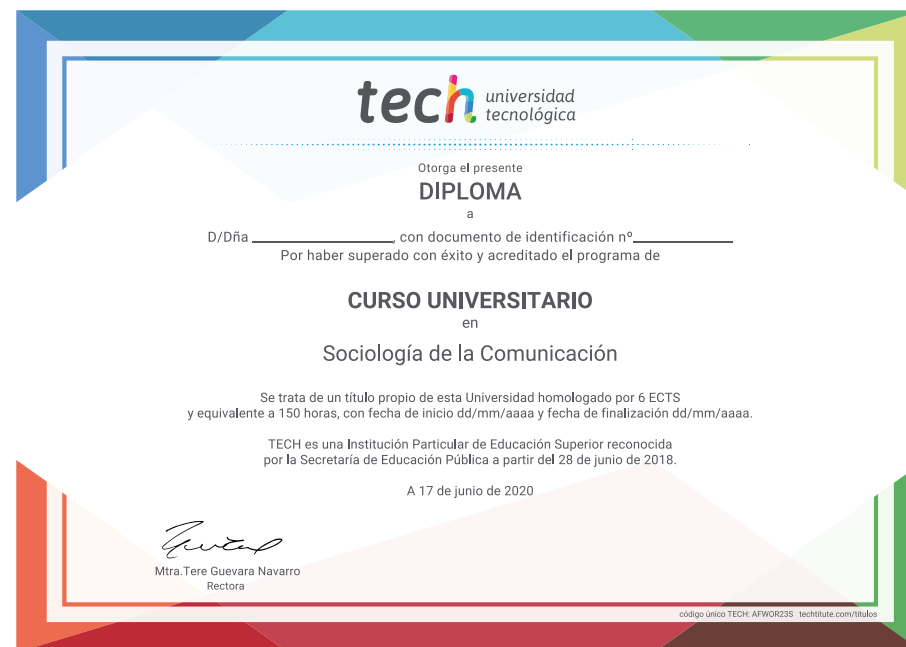 tech universidad
tecnológica
Otorga el presente
DIPLOMA
a
D/Dña ____________________, con documento de identificación nº______________
Por haber superado con éxito y acreditado el programa de
CURSO UNIVERSITARIO
en
Sociología de la Comunicación
Se trata de un título propio de esta Universidad homologado por 6 ECTS
y equivalente a 150 horas, con fecha de inicio dd/mm/aaaa y fecha de finalización dd/mm/aaaa.
TECH es una Institución Particular de Educación Superior reconocida
por la Secretaría de Educación Pública a partir del 28 de junio de 2018.
A 17 de junio de 2020
Mtra.Tere Guevara Navarro
Rectora
código único TECH: AFWOR23S techtitute.com/titulos